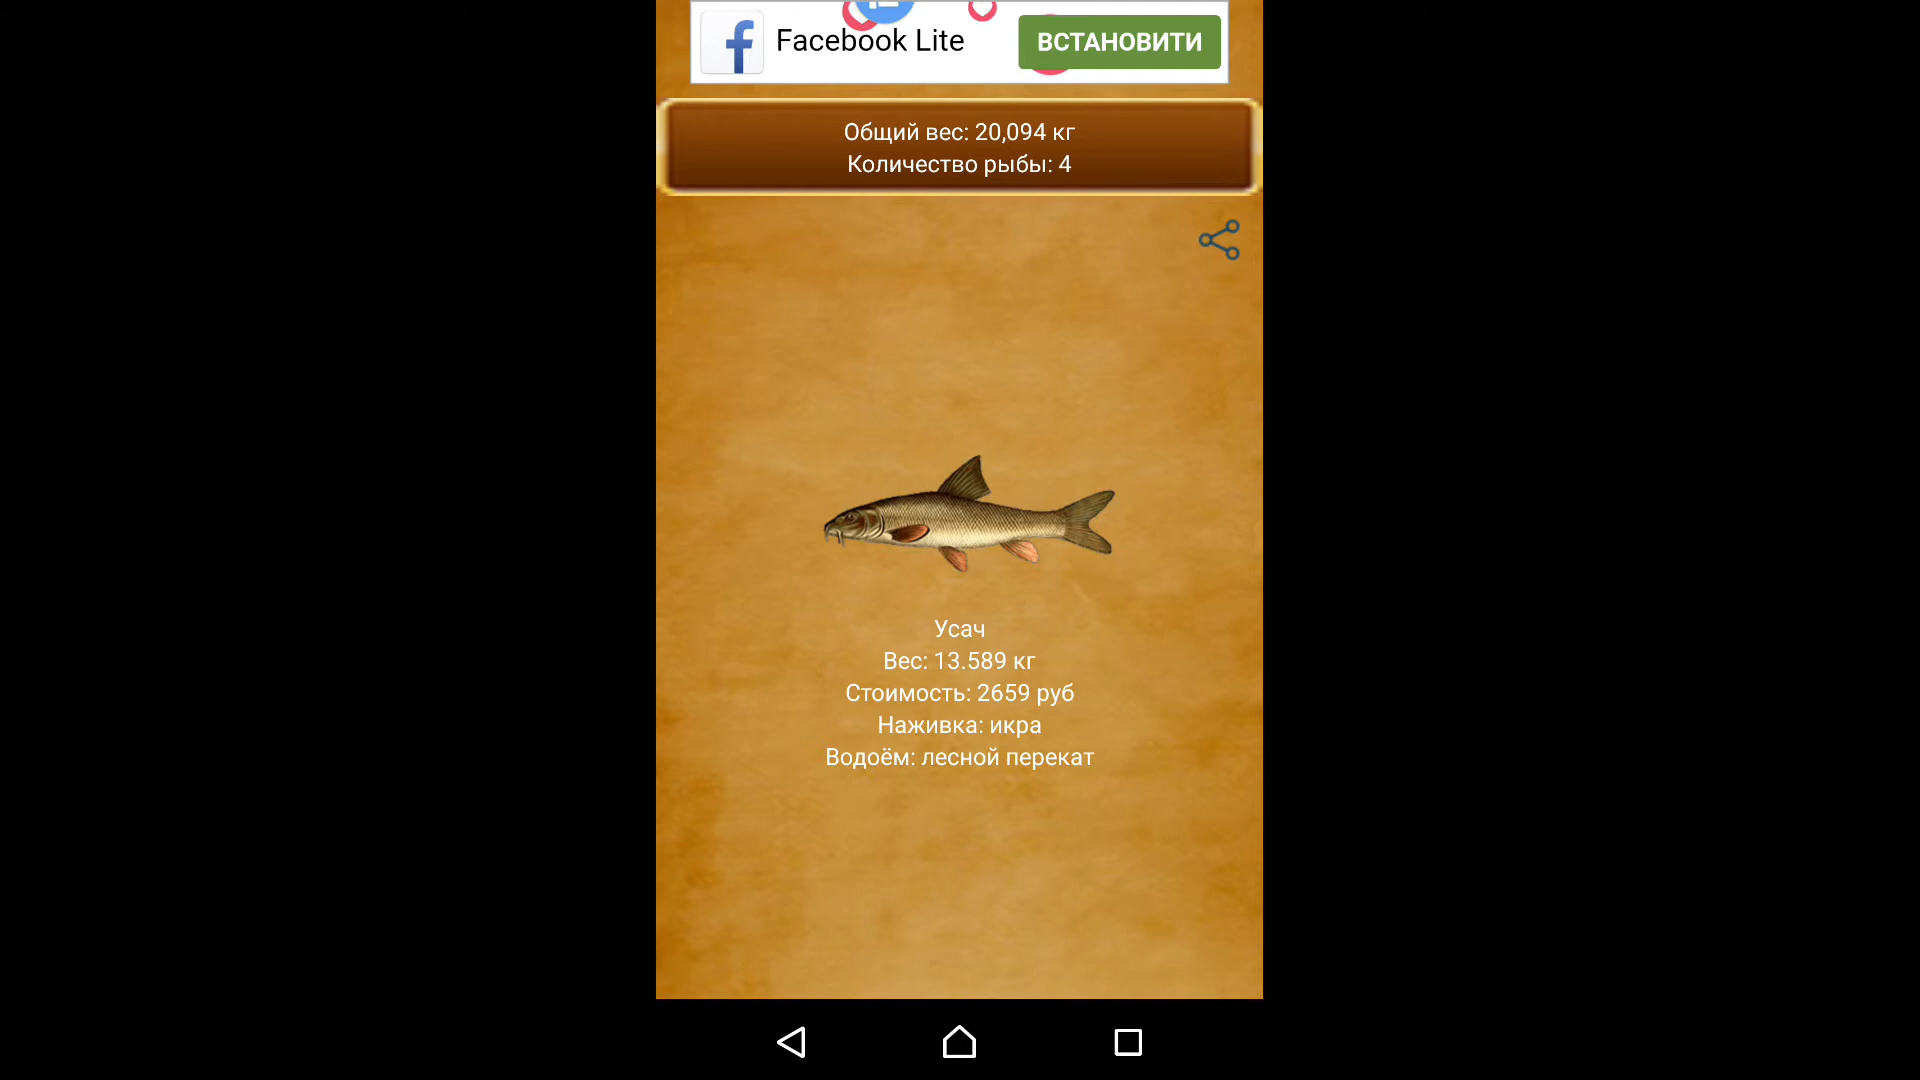 Facebook Lite
ВСТАНОВИТИ
Общий вес: 20,094 кг
Количество рыбы: 4
Усач
Вес: 13.589 кг
Стоимость: 2659 руб
Наживка: икра
Водоём: лесной перекат